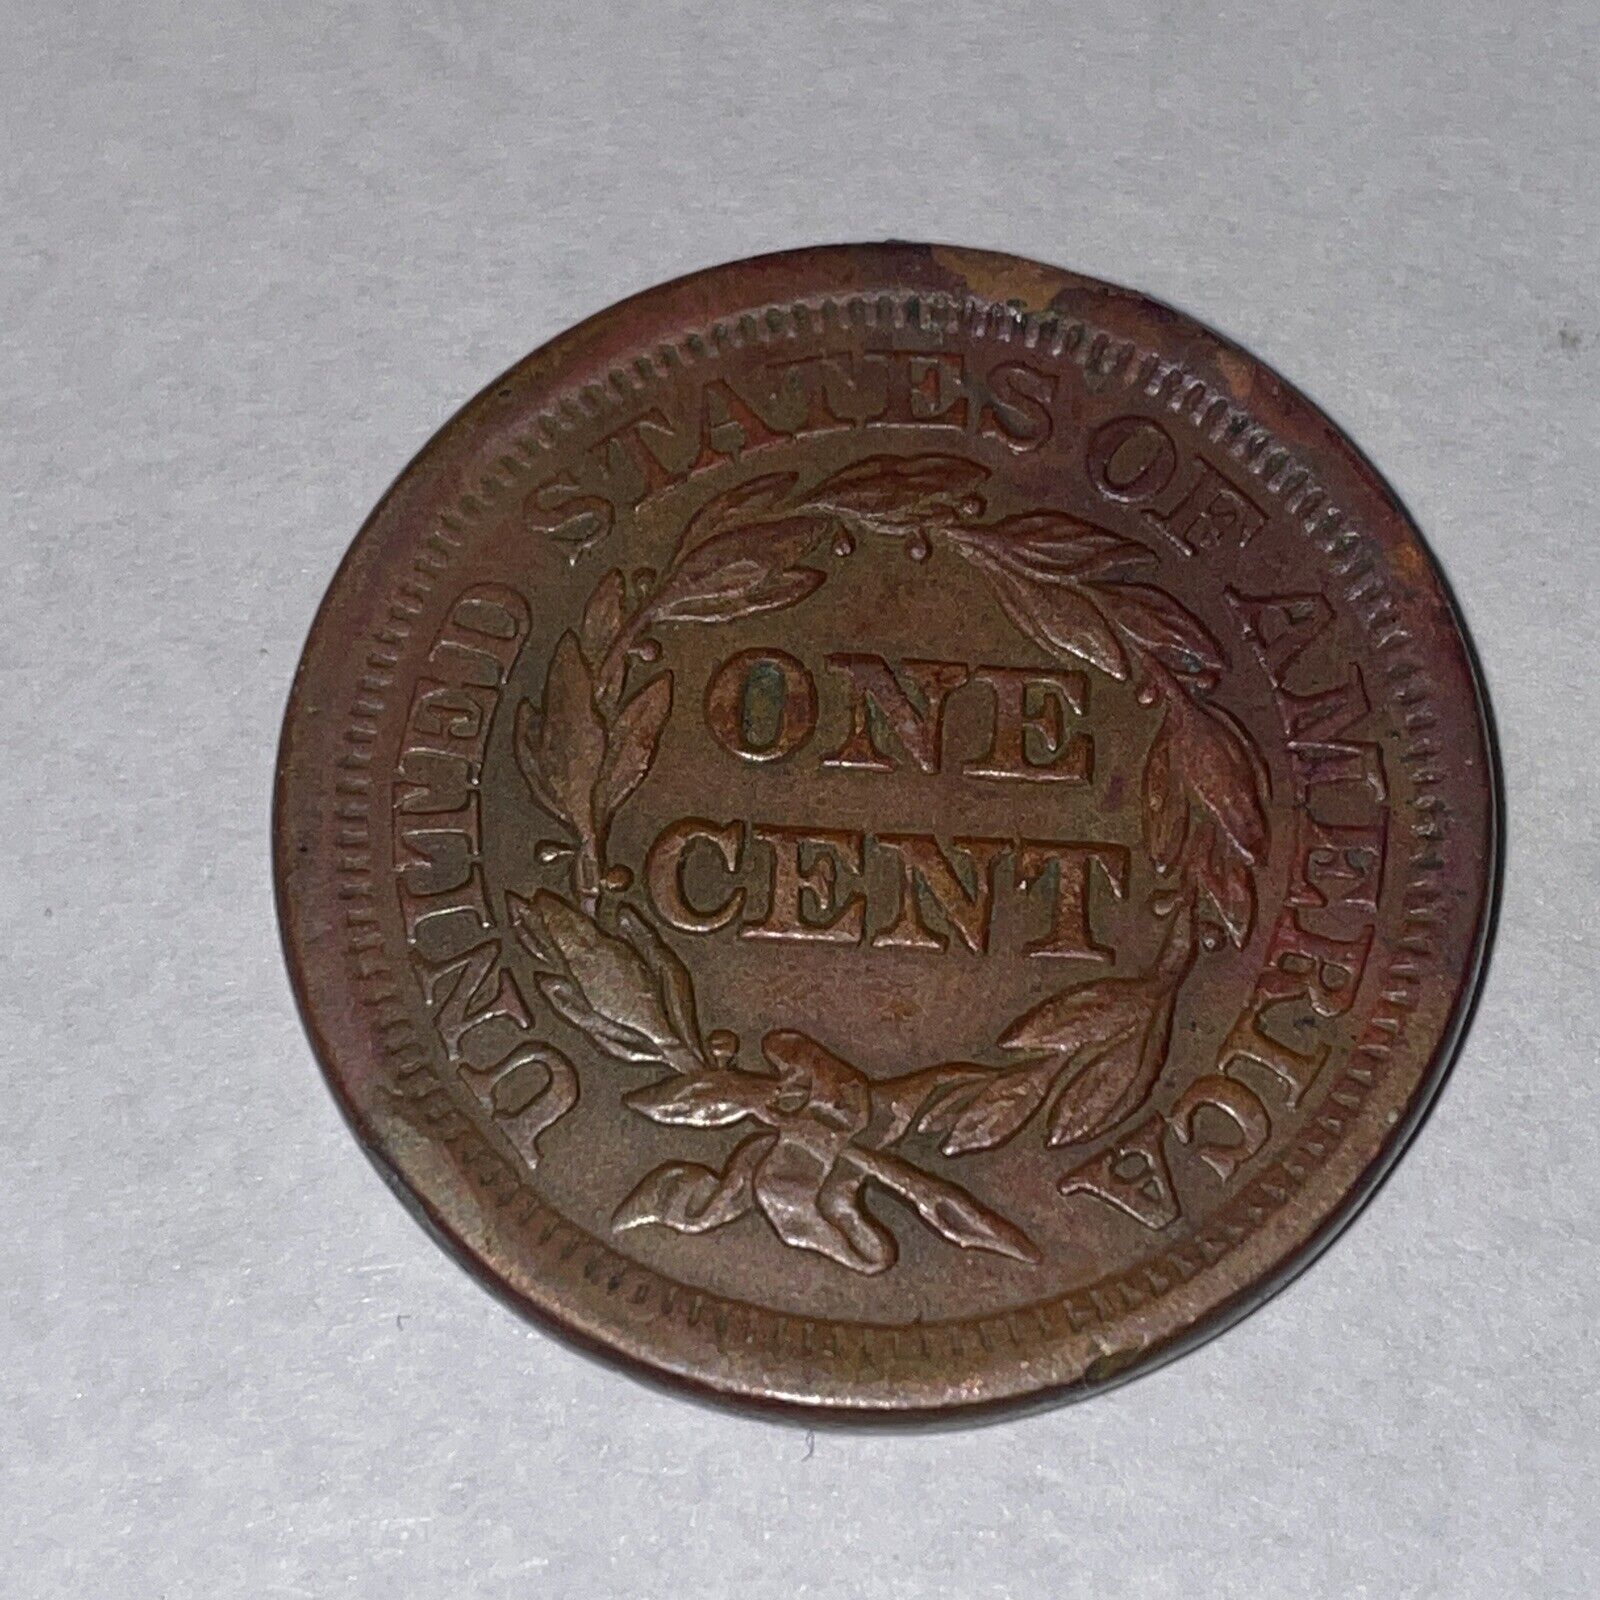 UNITED STATES OF AMERICA
ONE
CENT